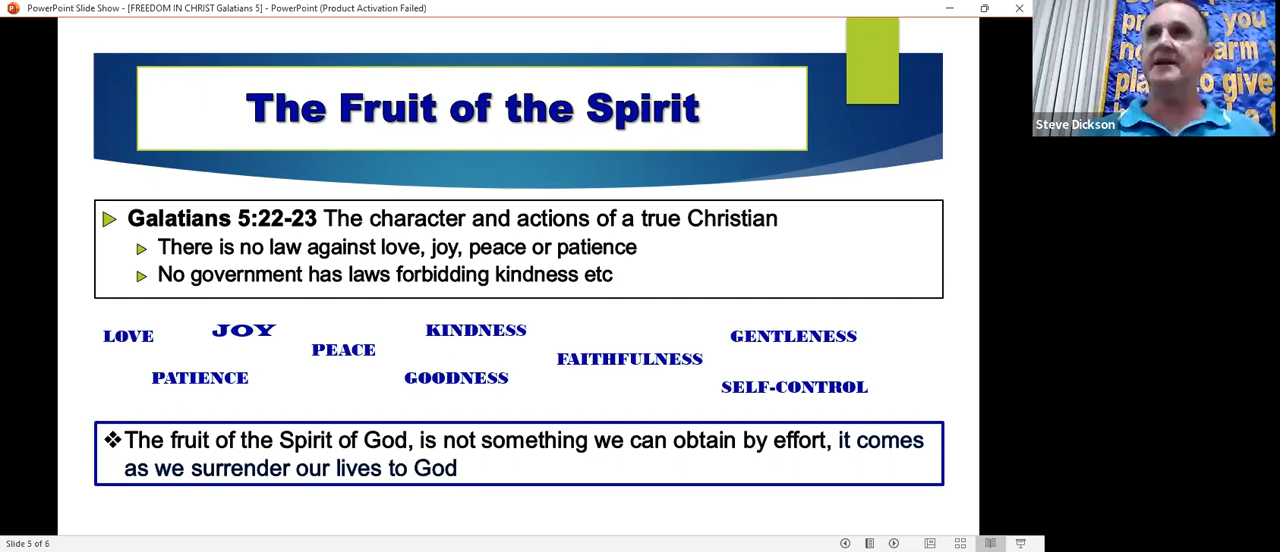 PowerPoint Slide Show - [FREEDOM IN CHRIST Galatians 5] - PowerPoint (Product Activation Failed)
The Fruit of the Spirit
Galatians 5:22-23 The character and actions of a true Christian
There is no law against love, joy, peace or patience
No government has laws forbidding kindness etc
LOVE
JOY
PEACE
KINDNESS
GENTLENESS
FAITHFULNESS
PATIENCE
GOODNESS
SELF-CONTROL
❖The fruit of the Spirit of God, is not something we can obtain by effort, it comes
as we surrender our lives to God
Slide 5 of 6
you
give
Steve Dickson